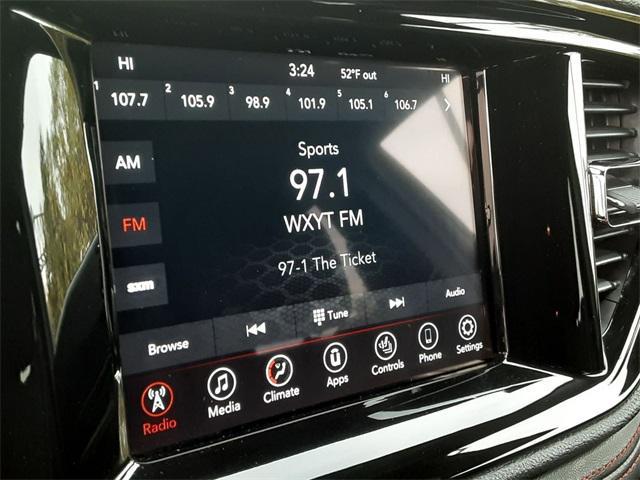 HI 3:24 52°F out HI
1 107.7 2 105.9 3 98.9 4 101.9 5 105.1 6 106.7
Sports
AM
97.1
FM
WXYT FM
97-1 The Ticket
sxm
Browse Tune Audio
Radio Media Climate Apps Controls Phone Settings